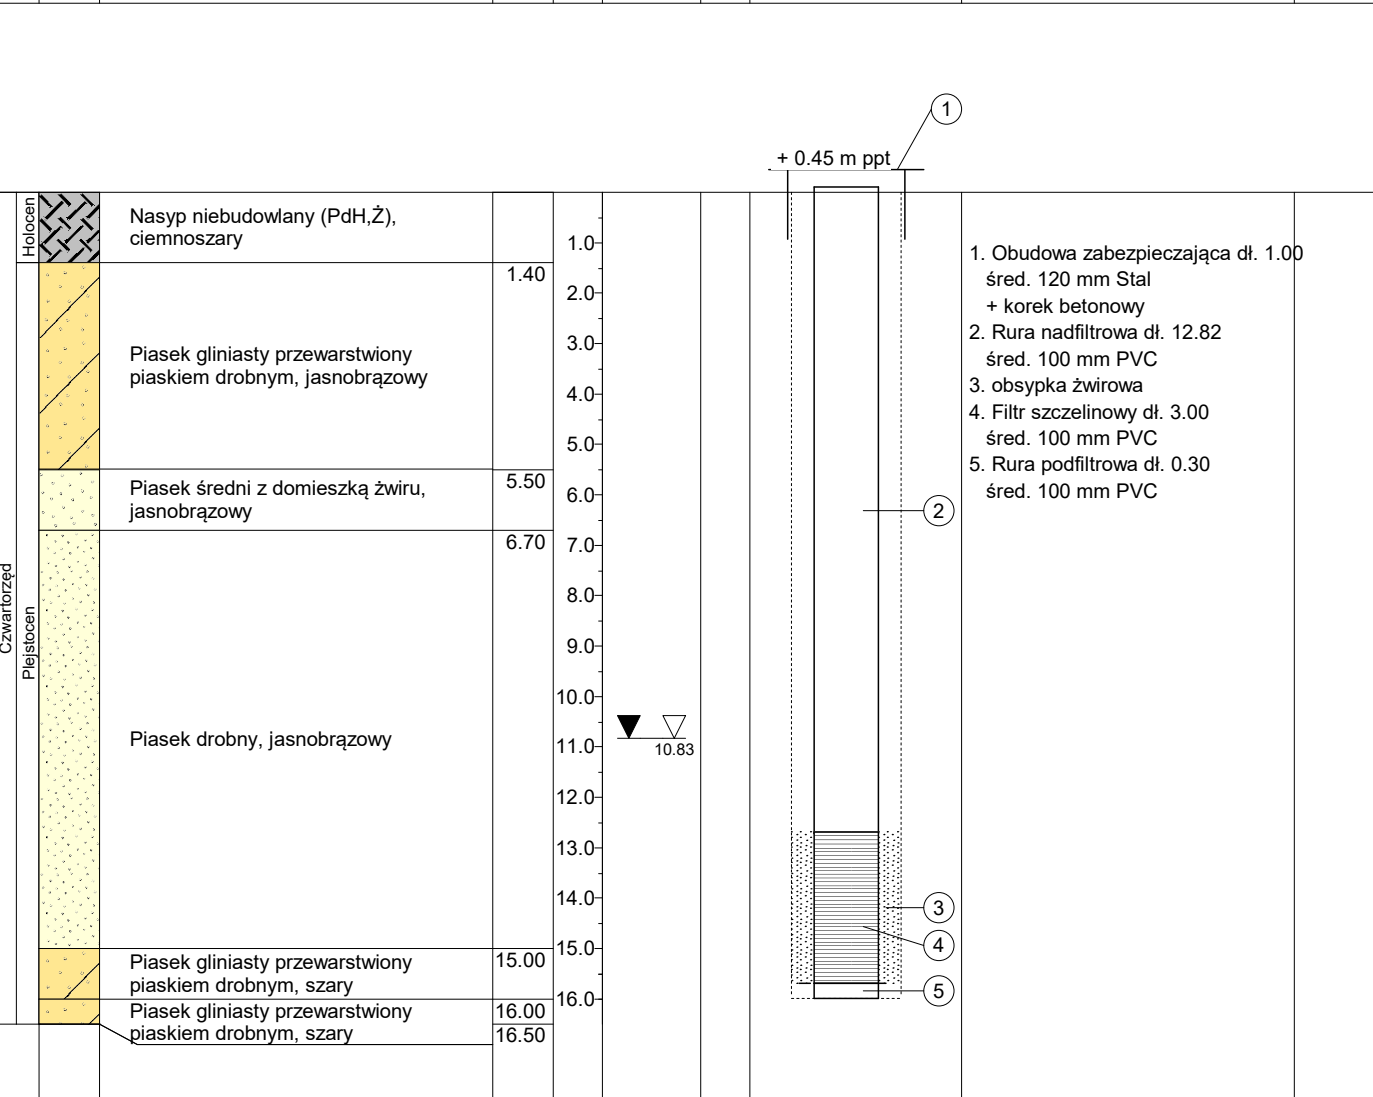 1
+ 0.45 m ppt
Czwartorzęd
Holocen
Plejstocen
Nasyp niebudowlany (PdH,Ż),
ciemnoszary
1.40
Piasek gliniasty przewarstwiony
piaskiem drobnym, jasnobrązowy
5.50
Piasek średni z domieszką żwiru,
jasnobrązowy
6.70
Piasek drobny, jasnobrązowy
15.00
Piasek gliniasty przewarstwiony
piaskiem drobnym, szary
16.00
Piasek gliniasty przewarstwiony
piaskiem drobnym, szary
16.50
1.0
2.0
3.0
4.0
5.0
6.0
7.0
8.0
9.0
10.0
11.0
12.0
13.0
14.0
15.0
16.0
10.83
2
3
4
5
1. Obudowa zabezpieczająca dł. 1.00
śred. 120 mm Stal
+ korek betonowy
2. Rura nadfiltrowa dł. 12.82
śred. 100 mm PVC
3. obsypka żwirowa
4. Filtr szczelinowy dł. 3.00
śred. 100 mm PVC
5. Rura podfiltrowa dł. 0.30
śred. 100 mm PVC